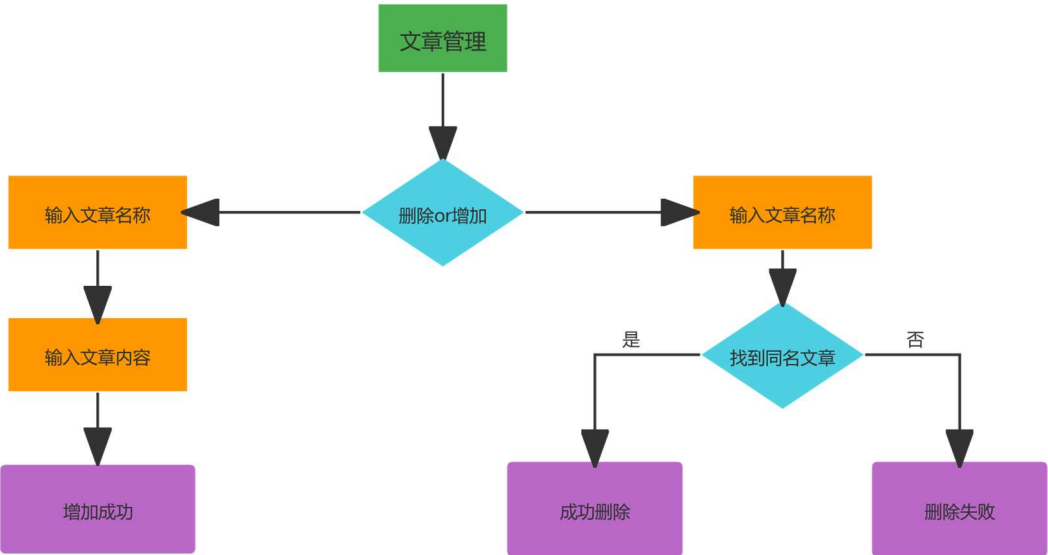 文章管理
输入文章名称
删除or增加
输入文章名称
输入文章内容
是
找到同名文章
否
增加成功
成功删除
删除失败